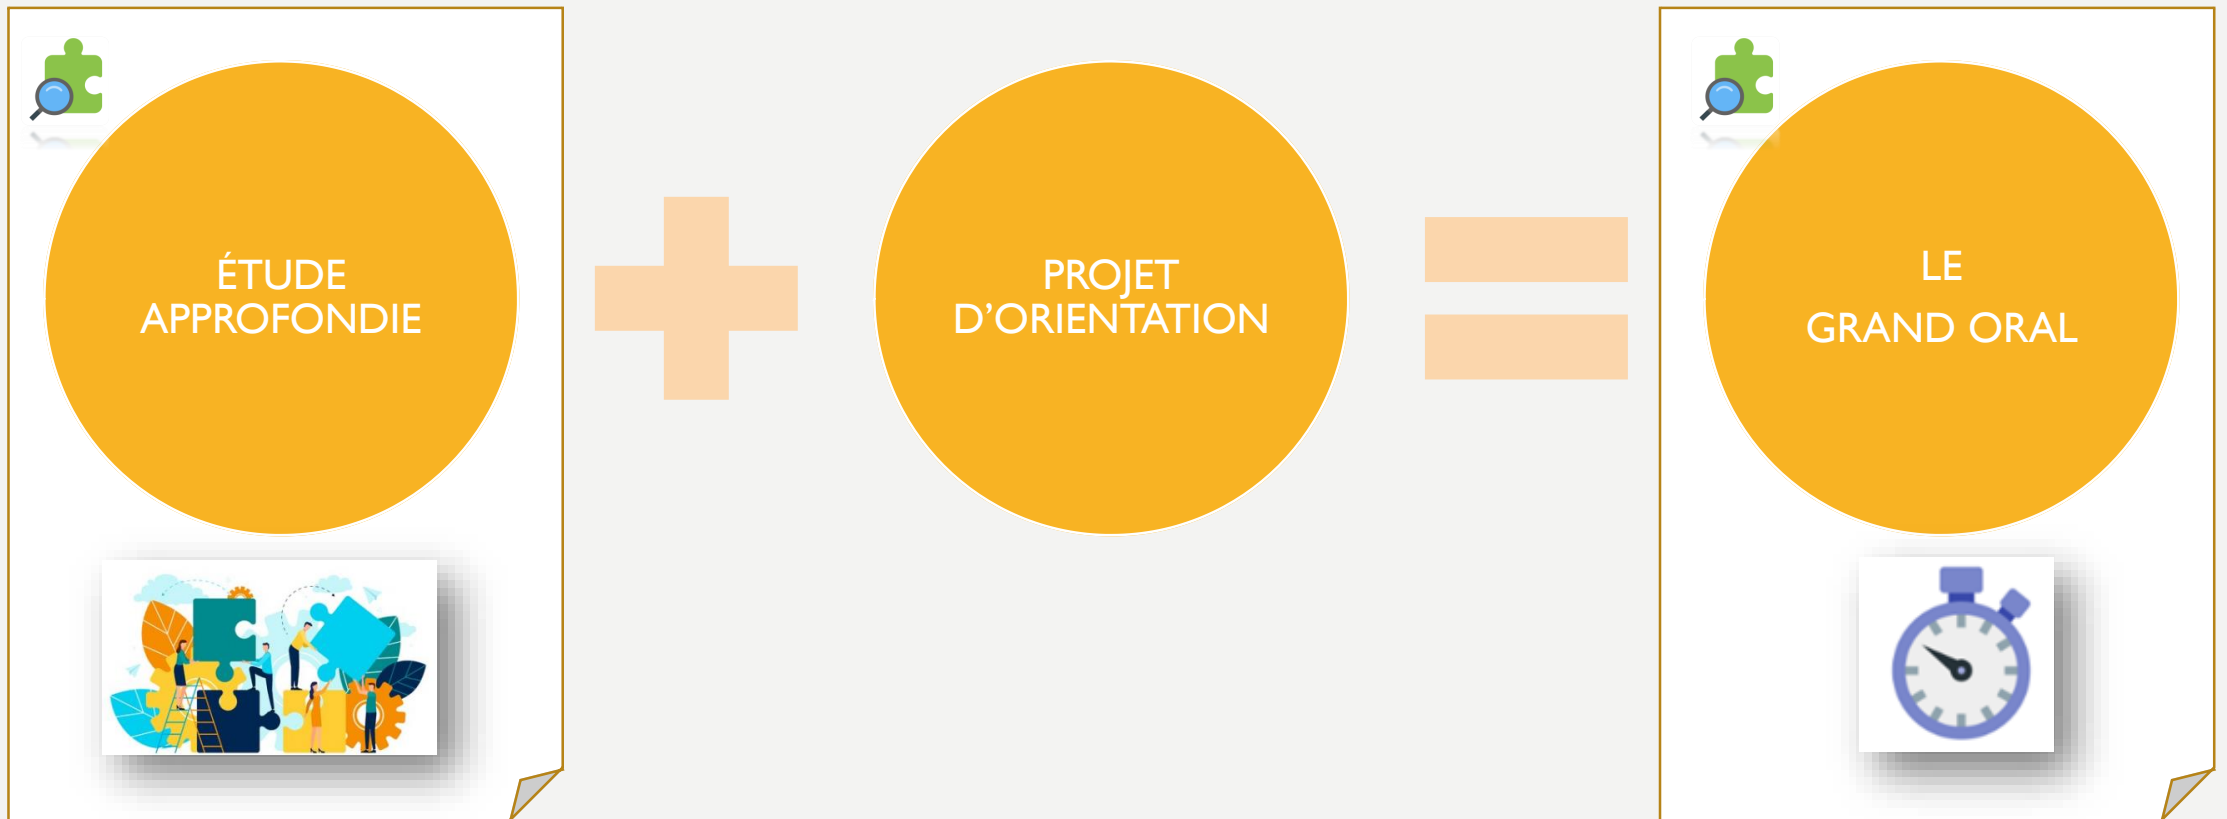 ÉTUDE
APPROFONDIE
PROJET
D’ORIENTATION
LE
GRAND ORAL